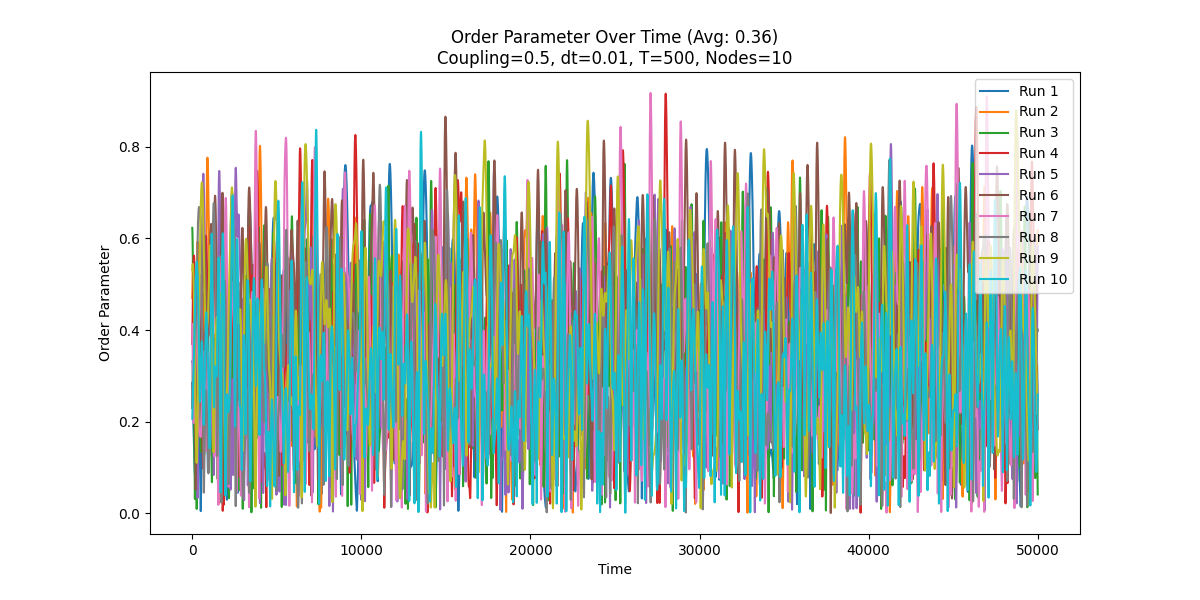 Order Parameter Over Time (Avg: 0.36)
Coupling=0.5, dt=0.01, T=500, Nodes=10
Order Parameter
0.8
0.6
0.4
0.2
0.0
Run 1
Run 2
Run 3
Run 4
Run 5
Run 6
Run 7
Run 8
Run 9
Run 10
0
10000
20000
30000
40000
50000
Time